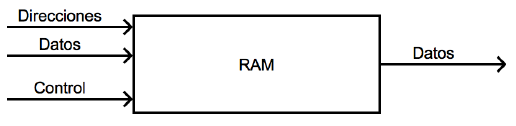 Direcciones
Datos
Control
RAM
Datos